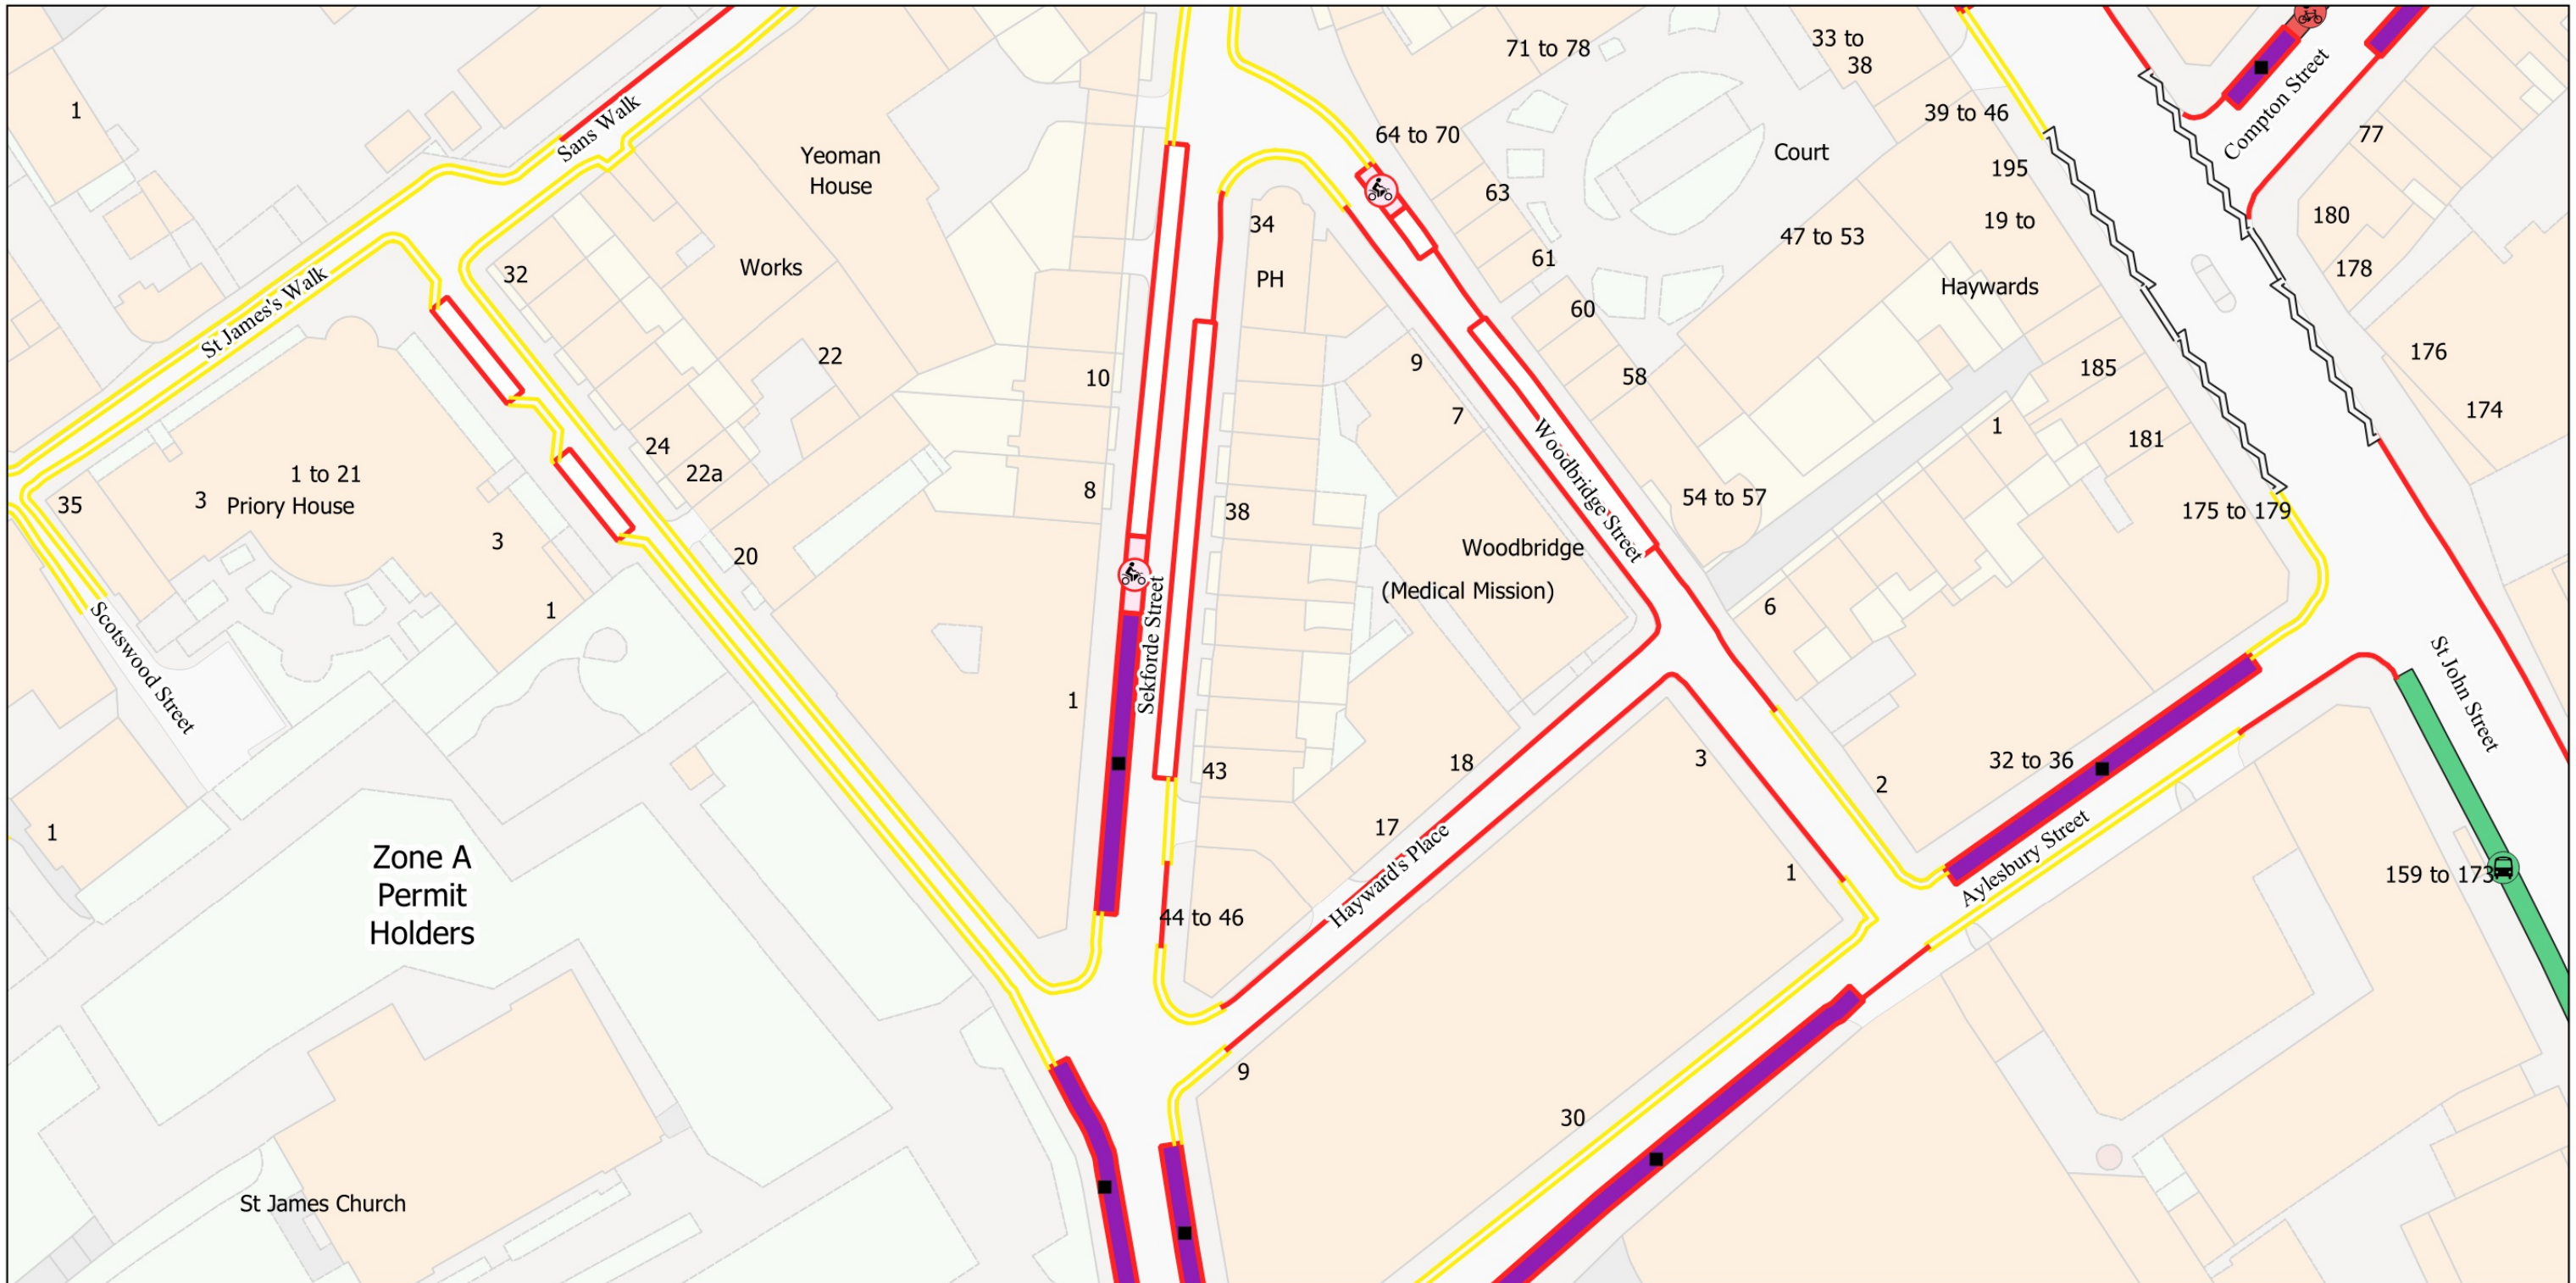 71 to 78
33 to
38
1
Sans Walk
Compton Street
39 to 46
64 to 70
77
Yeoman
House
Court
195
63
180
19 to
34
47 to 53
61
178
Works
32
PH
Haywards
60
St James's Walk
176
22
9
185
10
58
174
7
1
181
24
22a
1 to 21
3
Priory House
35
8
38
Woodbridge Street
54 to 57
175 to 179
3
20
Woodbridge
(Medical Mission)
1
6
Scotswood Street
Sekforde Street
1
St John Street
43
18
3
32 to 36
2
1
17
Zone A
Permit
Holders
Hayward's Place
1
Aylesbury Street
159 to 173
44 to 46
9
30
St James Church